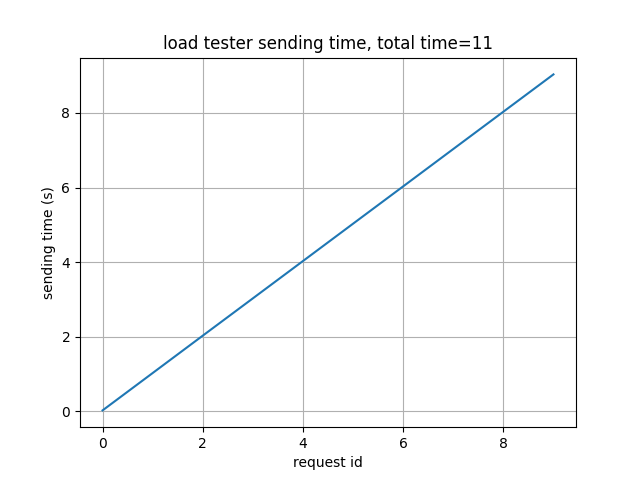 load tester sending time, total time=11
8
6
4
2
0
sending time (s)
0 2 4 6 8
request id